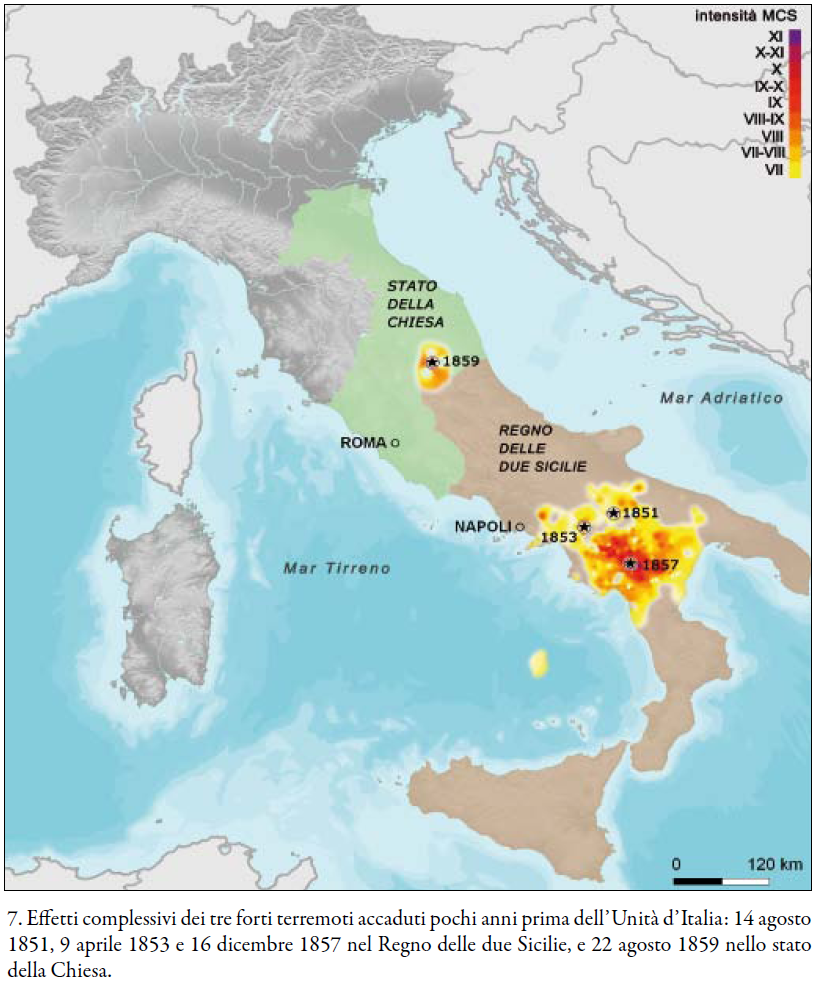 intensità MCS
XI
X-XI
X
IX-X
IX
VIII-IX
VIII
VII-VIII
VII
STATO
DELLA
CHIESA
1859
Mar Adriatico
ROMA
REGNO
DELLE
DUE SICILIE
1851
NAPOLI
1853
1857
Mar Tirreno
0 120 km
7. Effetti complessivi dei tre forti terremoti accaduti pochi anni prima dell’Unità d’Italia: 14 agosto
1851, 9 aprile 1853 e 16 dicembre 1857 nel Regno delle due Sicilie, e 22 agosto 1859 nello stato
della Chiesa.